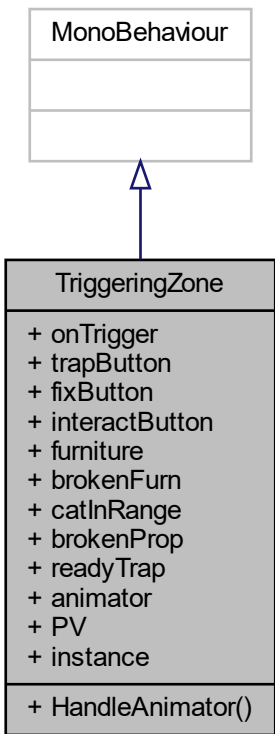 MonoBehaviour
TriggeringZone
+ onTrigger
+ trapButton
+ fixButton
+ interactButton
+ furniture
+ brokenFurn
+ catInRange
+ brokenProp
+ readyTrap
+ animator
+ PV
+ instance
+ HandleAnimator()